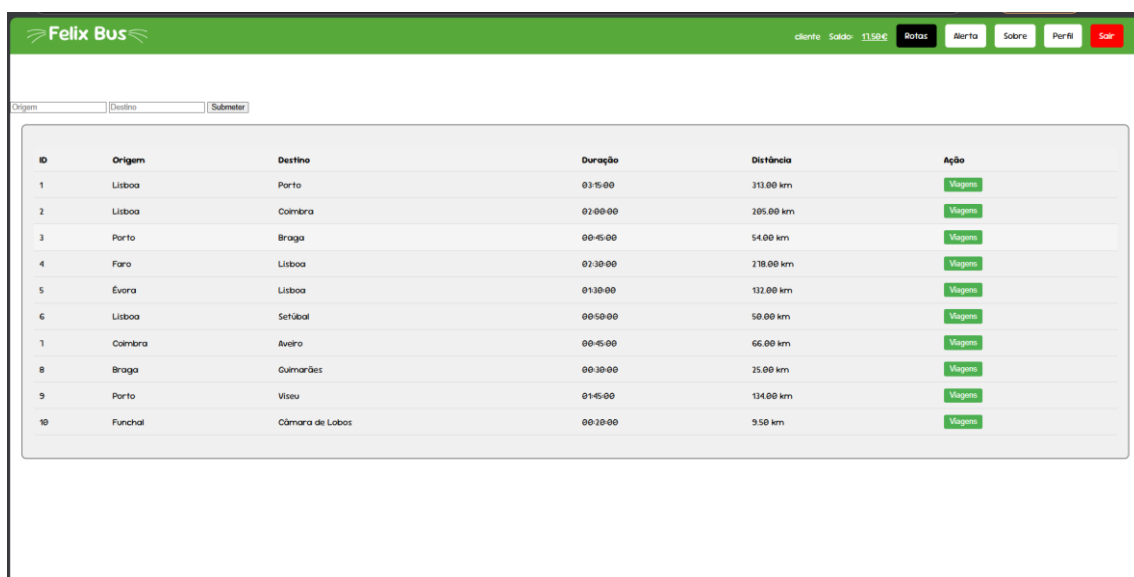 Felix Bus
cliente Saldo: 11.50€ Rotas Alerta Sobre Perfil Sair
Origem Destino Submeter
ID Origem Destino Duração Distância Ação
1 Lisboa Porto 03:15:00 313.00 km Viagens
2 Lisboa Coimbra 02:00:00 205.00 km Viagens
3 Porto Braga 00:45:00 54.00 km Viagens
4 Faro Lisboa 02:30:00 278.00 km Viagens
5 Évora Lisboa 01:30:00 132.00 km Viagens
6 Lisboa Setúbal 00:50:00 50.00 km Viagens
7 Coimbra Aveiro 00:45:00 66.00 km Viagens
8 Braga Guimarães 00:30:00 25.00 km Viagens
9 Porto Viseu 01:45:00 134.00 km Viagens
10 Funchal Câmara de Lobos 00:20:00 9.50 km Viagens